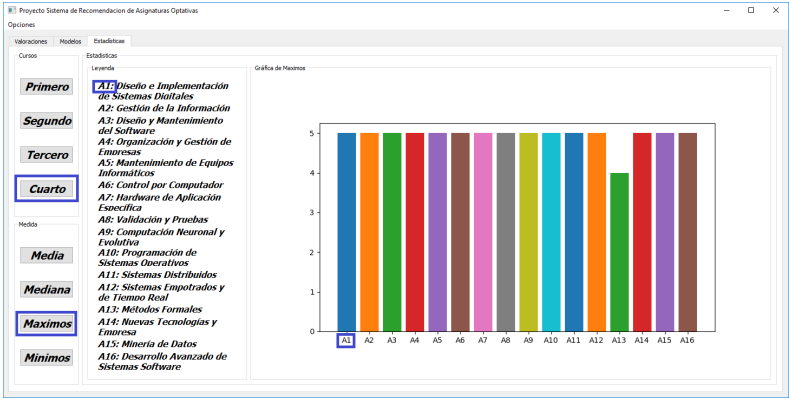 Proyecto Sistema de Recomendacion de Asignaturas Optativas
Opciones
Valoraciones Modelos Estadísticas
Cursos
Primero
Segundo
Tercero
Cuarto
Medida
Media
Mediana
Maximos
Minimos
Estadísticas
Leyenda
A1: Diseño e Implementación
de Sistemas Digitales
A2: Gestión de la Información
A3: Diseño y Mantenimiento
del Software
A4: Organización y Gestión de
Empresas
A5: Mantenimiento de Equipos
Informáticos
A6: Control por Computador
A7: Hardware de Aplicación
Específica
A8: Validación y Pruebas
A9: Computación Neuronal y
Evolutiva
A10: Programación de
Sistemas Operativos
A11: Sistemas Distribuidos
A12: Sistemas Empotrados y
de Tiempo Real
A13: Métodos Formales
A14: Nuevas Tecnologías y
Empresa
A15: Minería de Datos
A16: Desarrollo Avanzado de
Sistemas Software
Gráfica de Maximos
5
4
3
2
1
0
A1 A2 A3 A4 A5 A6 A7 A8 A9 A10 A11 A12 A13 A14 A15 A16